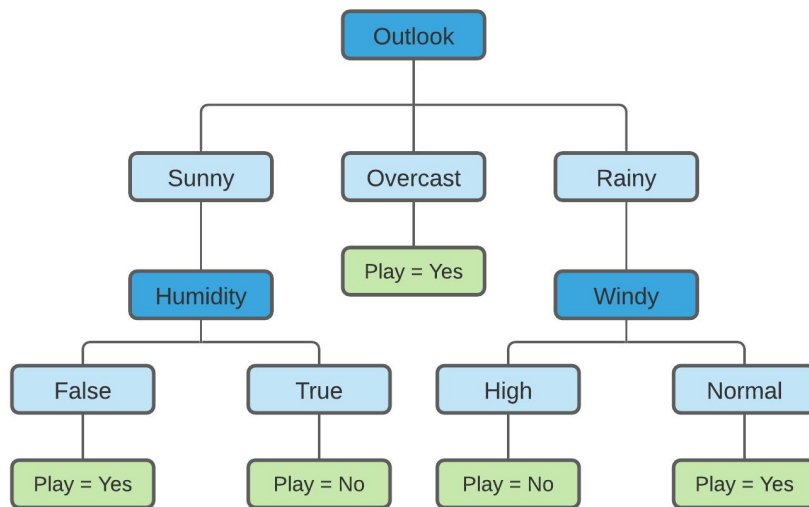 Outlook
Sunny
Overcast
Rainy
Play = Yes
Humidity
Windy
False
True
High
Normal
Play = Yes
Play = No
Play = No
Play = Yes